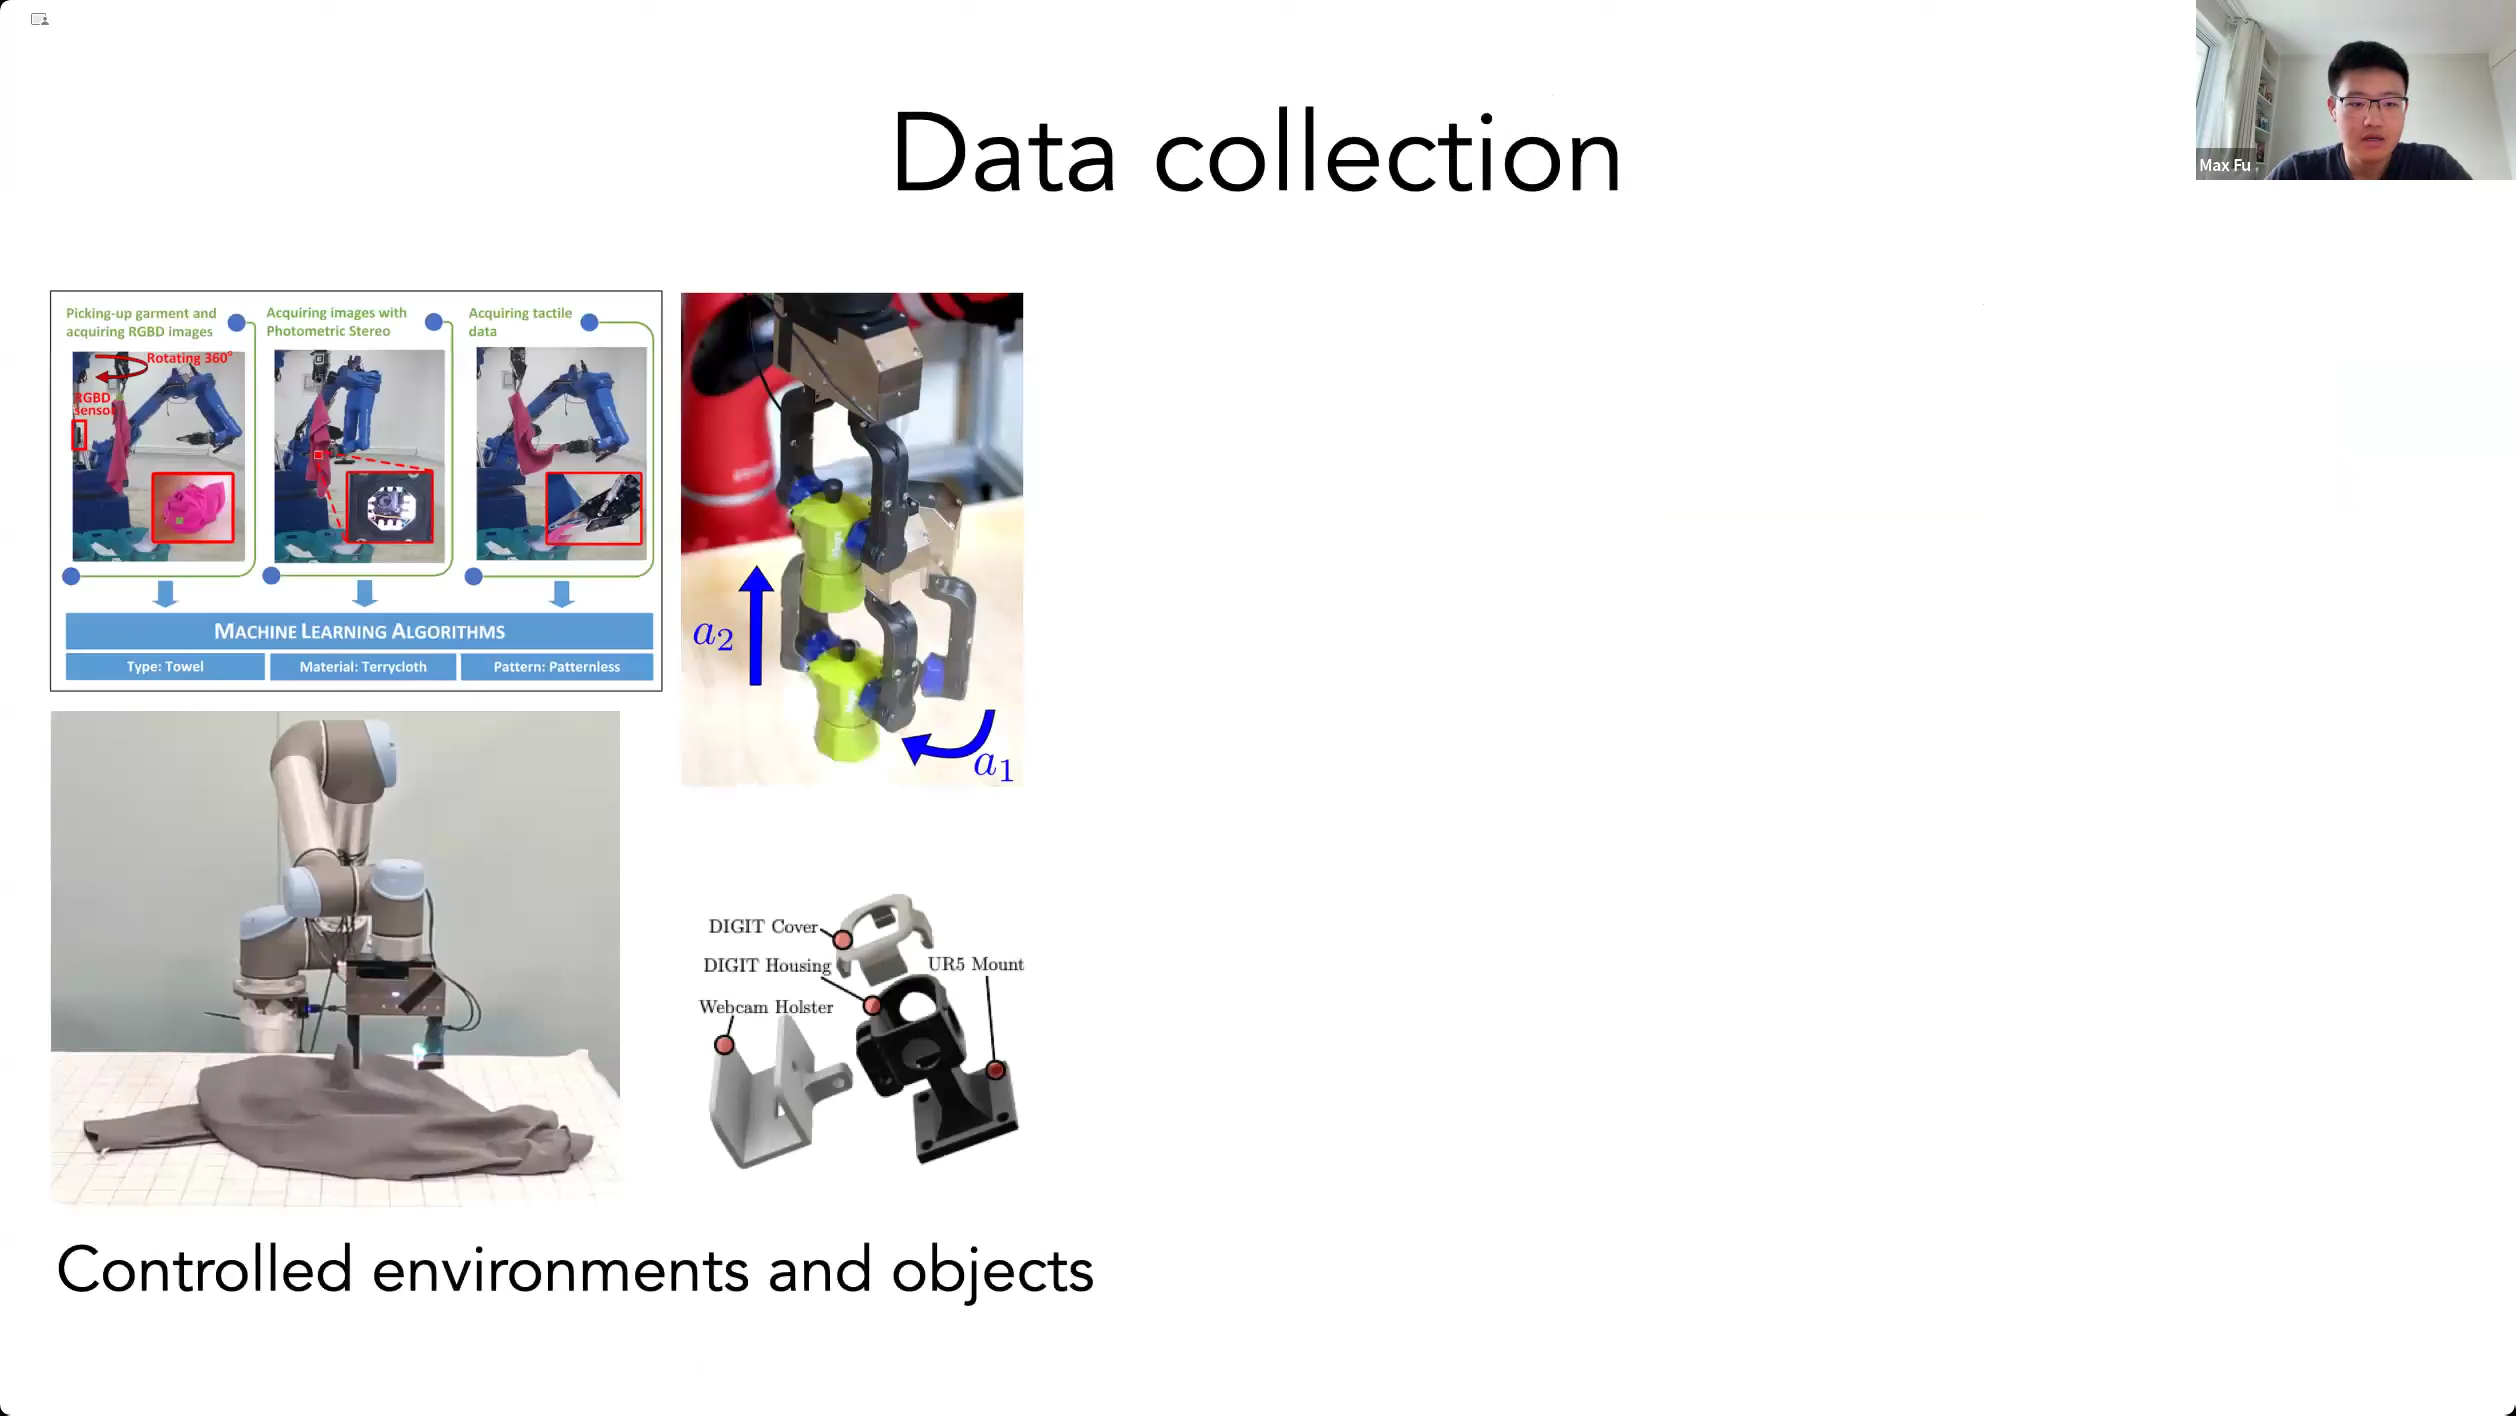 Data collection
Max Fu
Picking-up garment and
acquiring RGBD images
Acquiring images with
Photometric Stereo
Acquiring tactile
data
Rotating 360°
RGBD
sensor
MACHINE LEARNING ALGORITHMS
Type: Towel
Material: Terrycloth
Pattern: Patternless
a2
a1
DIGIT Cover
DIGIT Housing
UR5 Mount
Webcam Holster
Controlled environments and objects